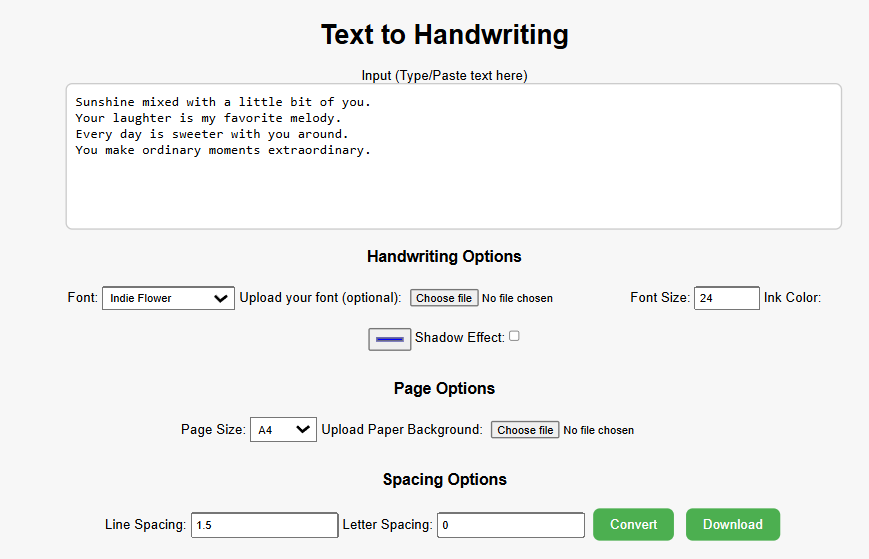 Text to Handwriting
Input (Type/Paste text here)
Sunshine mixed with a little bit of you.
Your laughter is my favorite melody.
Every day is sweeter with you around.
You make ordinary moments extraordinary.
Handwriting Options
Font: Indie Flower Upload your font (optional): Choose file No file chosen Font Size: 24 Ink Color:
Shadow Effect:
Page Options
Page Size: A4 Upload Paper Background: Choose file No file chosen
Spacing Options
Line Spacing: 1.5 Letter Spacing: 0 Convert Download